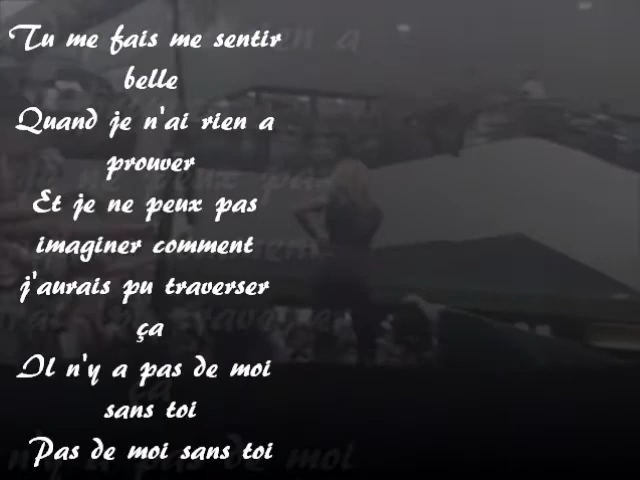 Tu me fais me sentir
belle
Quand je n'ai rien a
prouver
Et je ne peux pas
imaginer comment
j'aurais pu traverser
ça
Il n'y a pas de moi
sans toi
Pas de moi sans toi